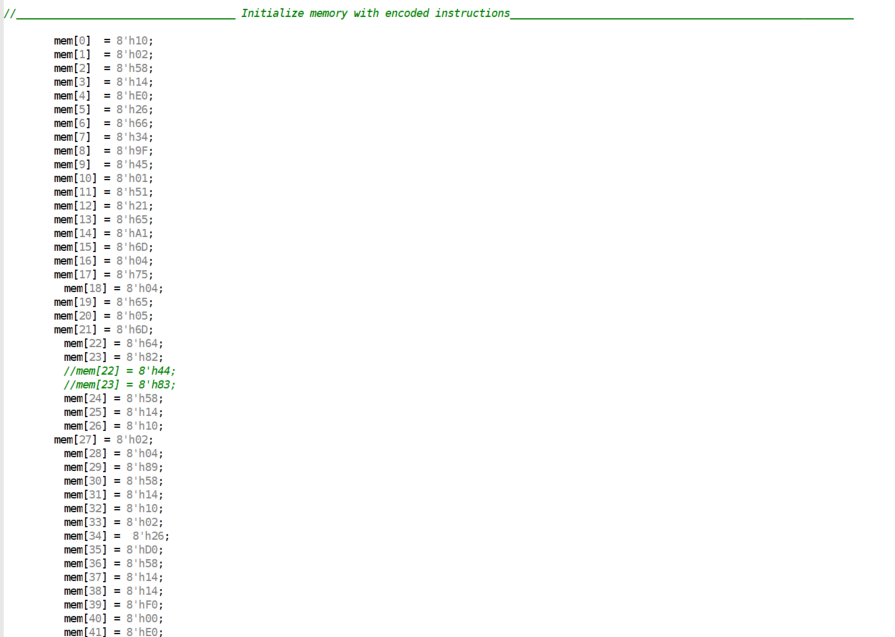 //___________________________________ Initialize memory with encoded instructions_______________________________________________________
mem[0]  = 8'h10;
mem[1]  = 8'h02;
mem[2]  = 8'h58;
mem[3]  = 8'h14;
mem[4]  = 8'hE0;
mem[5]  = 8'h26;
mem[6]  = 8'h66;
mem[7]  = 8'h34;
mem[8]  = 8'h9F;
mem[9]  = 8'h45;
mem[10] = 8'h01;
mem[11] = 8'h51;
mem[12] = 8'h21;
mem[13] = 8'h65;
mem[14] = 8'hA1;
mem[15] = 8'h6D;
mem[16] = 8'h04;
mem[17] = 8'h75;
mem[18] = 8'h04;
mem[19] = 8'h65;
mem[20] = 8'h05;
mem[21] = 8'h6D;
mem[22] = 8'h64;
mem[23] = 8'h82;
//mem[22] = 8'h44;
//mem[23] = 8'h83;
mem[24] = 8'h58;
mem[25] = 8'h14;
mem[26] = 8'h10;
mem[27] = 8'h02;
mem[28] = 8'h04;
mem[29] = 8'h89;
mem[30] = 8'h58;
mem[31] = 8'h14;
mem[32] = 8'h10;
mem[33] = 8'h02;
mem[34] =  8'h26;
mem[35] = 8'hD0;
mem[36] = 8'h58;
mem[37] = 8'h14;
mem[38] = 8'h14;
mem[39] = 8'hF0;
mem[40] = 8'h00;
mem[41] = 8'hE0;